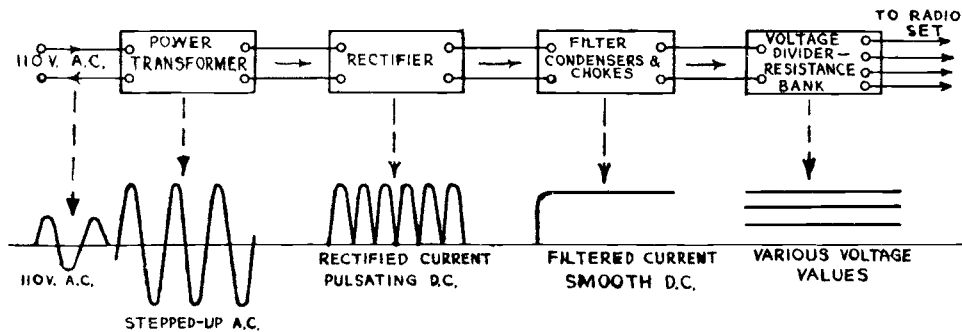 110V. A.C.
POWER
TRANSFORMER
RECTIFIER
FILTER
CONDENSERS &
CHOKES
VOLTAGE
DIVIDER—
RESISTANCE
BANK
TO RADIO
SET
110V. A.C.
STEPPED-UP A.C.
RECTIFIED CURRENT
PULSATING D.C.
FILTERED CURRENT
SMOOTH D.C.
VARIOUS VOLTAGE
VALUES